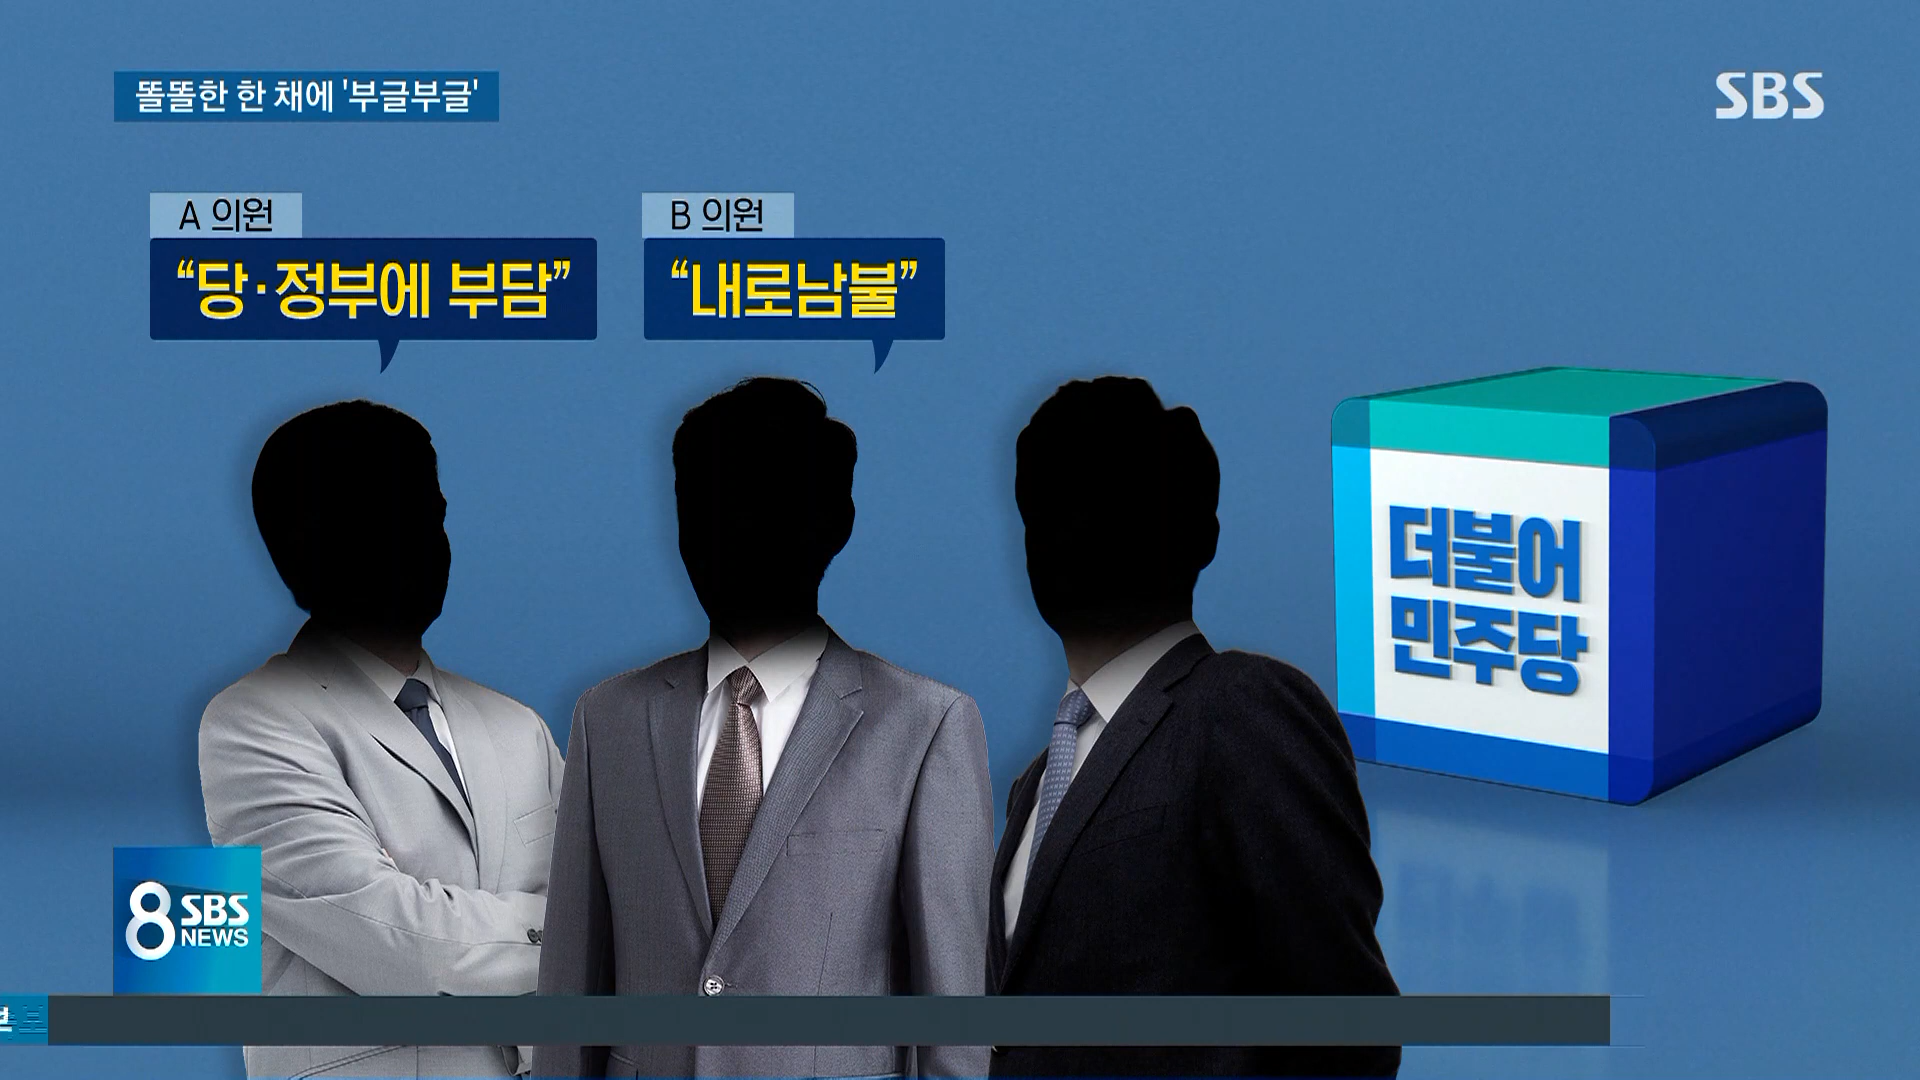 똘똘한 한 채에 '부글부글'
SBS
A 의원
“당·정부에 부담”
B 의원
“내로남불”
더불어
민주당
8 SBS
NEWS